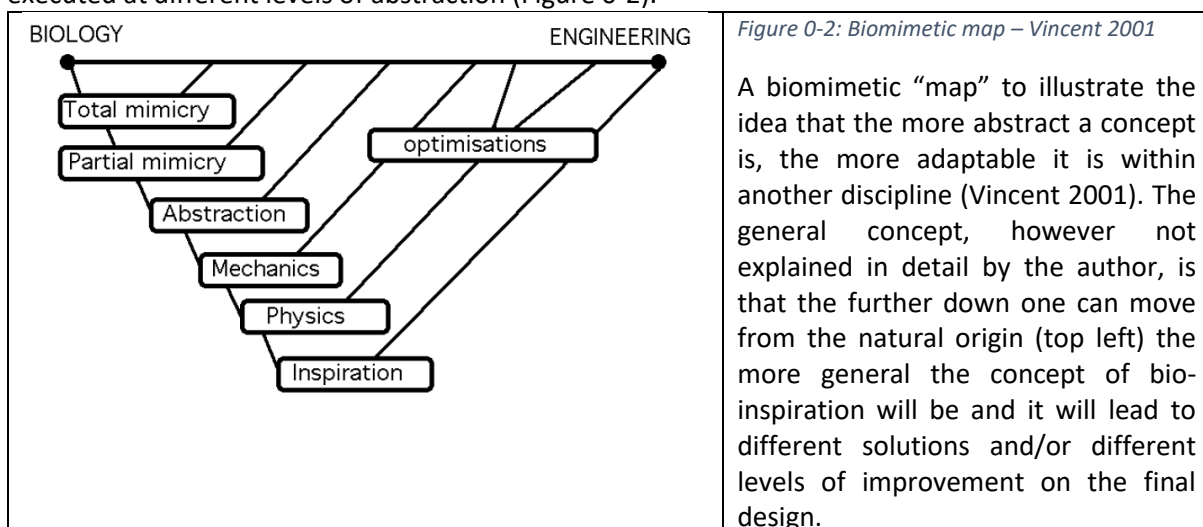 executed at different levels of abstraction (Figure 0-2).
BIOLOGY
ENGINEERING
Total mimicry
Partial mimicry
optimisations
Abstraction
Mechanics
Physics
Inspiration
Figure 0-2: Biomimetic map – Vincent 2001
A biomimetic “map” to illustrate the
idea that the more abstract a concept
is, the more adaptable it is within
another discipline (Vincent 2001). The
general concept, however not
explained in detail by the author, is
that the further down one can move
from the natural origin (top left) the
more general the concept of bio-
inspiration will be and it will lead to
different solutions and/or different
levels of improvement on the final
design.